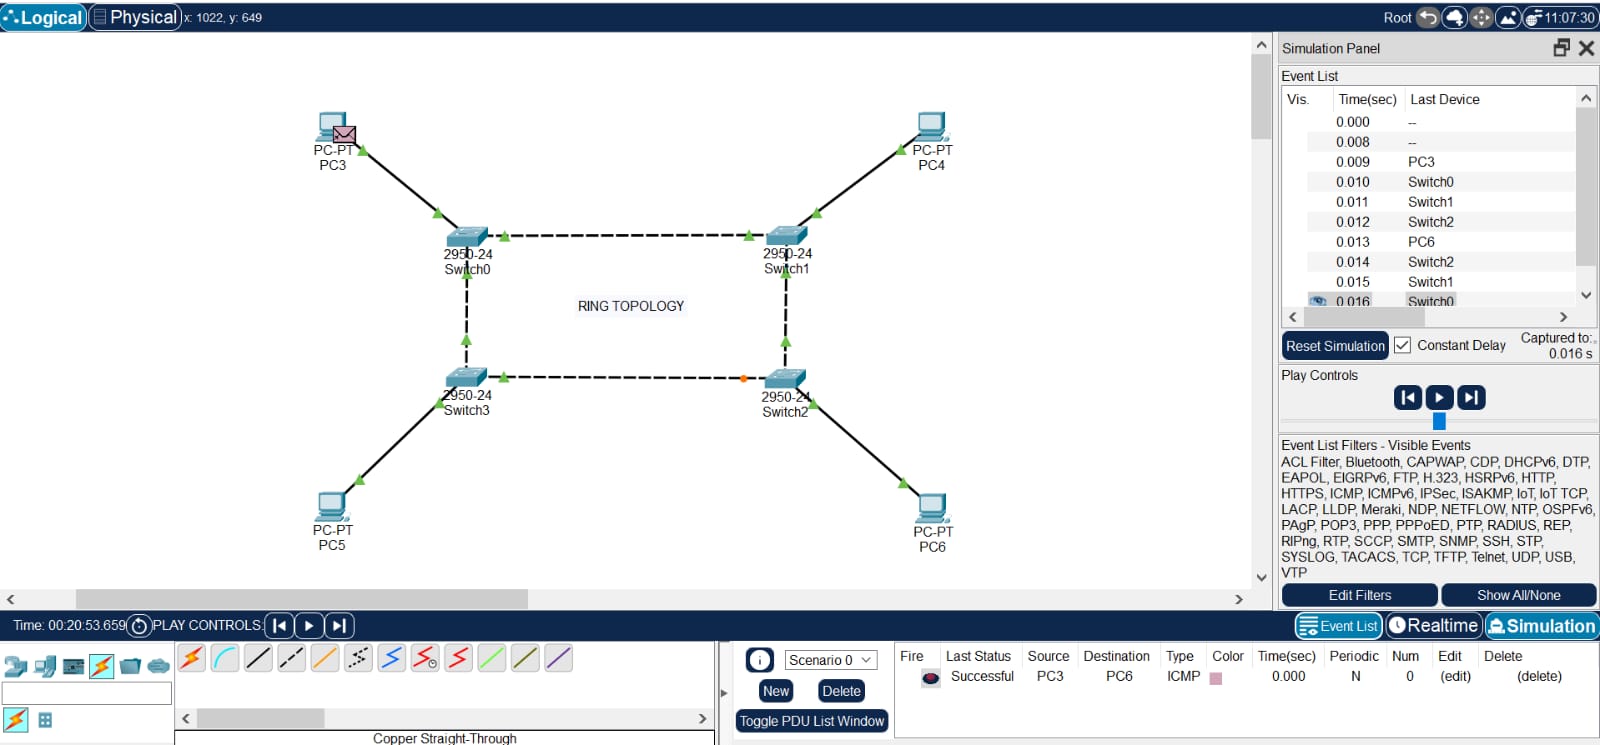 Logical Physical x: 1022, y: 649 Root 11:07:30
Simulation Panel
Event List
Vis. Time(sec) Last Device
0.000 --
0.008 --
0.009 PC3
0.010 Switch0
0.011 Switch1
0.012 Switch2
0.013 PC6
0.014 Switch2
0.015 Switch1
0.016 Switch0
Reset Simulation Constant Delay Captured to:
0.016 s
Play Controls
Event List Filters - Visible Events
ACL Filter, Bluetooth, CAPWAP, CDP, DHCPv6, DTP,
EAPOL, EIGRPv6, FTP, H.323, HSRPv6, HTTP,
HTTPS, ICMP, ICMPv6, IPSec, ISAKMP, IoT, IoT TCP,
LACP, LLDP, Meraki, NDP, NETFLOW, NTP, OSPFv6,
PAgP, POP3, PPP, PPPoED, PTP, RADIUS, REP,
RIPng, RTP, SCCP, SMTP, SNMP, SSH, STP,
SYSLOG, TACACS, TCP, TFTP, Telnet, UDP, USB,
VTP
Edit Filters Show All/None
PC-PT
PC3
PC-PT
PC4
2950-24
Switch0
2950-24
Switch1
RING TOPOLOGY
2950-24
Switch3
2950-24
Switch2
PC-PT
PC5
PC-PT
PC6
Time: 00:20:53.659 PLAY CONTROLS: Event List Realtime Simulation
Scenario 0
New Delete
Toggle PDU List Window
Fire Last Status Source Destination Type Color Time(sec) Periodic Num Edit Delete
Successful PC3 PC6 ICMP 0.000 N 0 (edit) (delete)
Copper Straight-Through